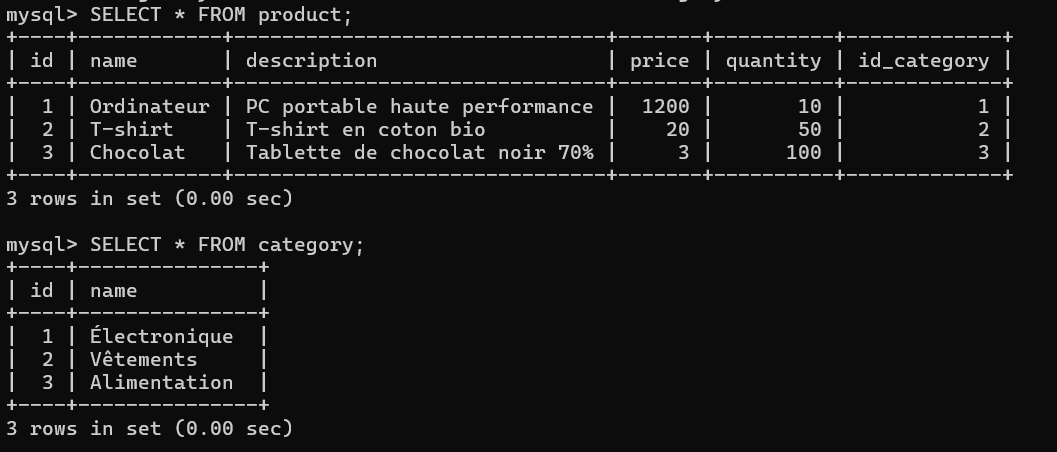 mysql> SELECT * FROM product;
+----+------------+-------------------------------+-------+----------+-------------+
| id | name       | description                   | price | quantity | id_category |
+----+------------+-------------------------------+-------+----------+-------------+
|  1 | Ordinateur | PC portable haute performance |  1200 |       10 |           1 |
|  2 | T-shirt    | T-shirt en coton bio          |    20 |       50 |           2 |
|  3 | Chocolat   | Tablette de chocolat noir 70% |     3 |      100 |           3 |
+----+------------+-------------------------------+-------+----------+-------------+
3 rows in set (0.00 sec)

mysql> SELECT * FROM category;
+----+---------------+
| id | name          |
+----+---------------+
|  1 | Électronique  |
|  2 | Vêtements     |
|  3 | Alimentation  |
+----+---------------+
3 rows in set (0.00 sec)